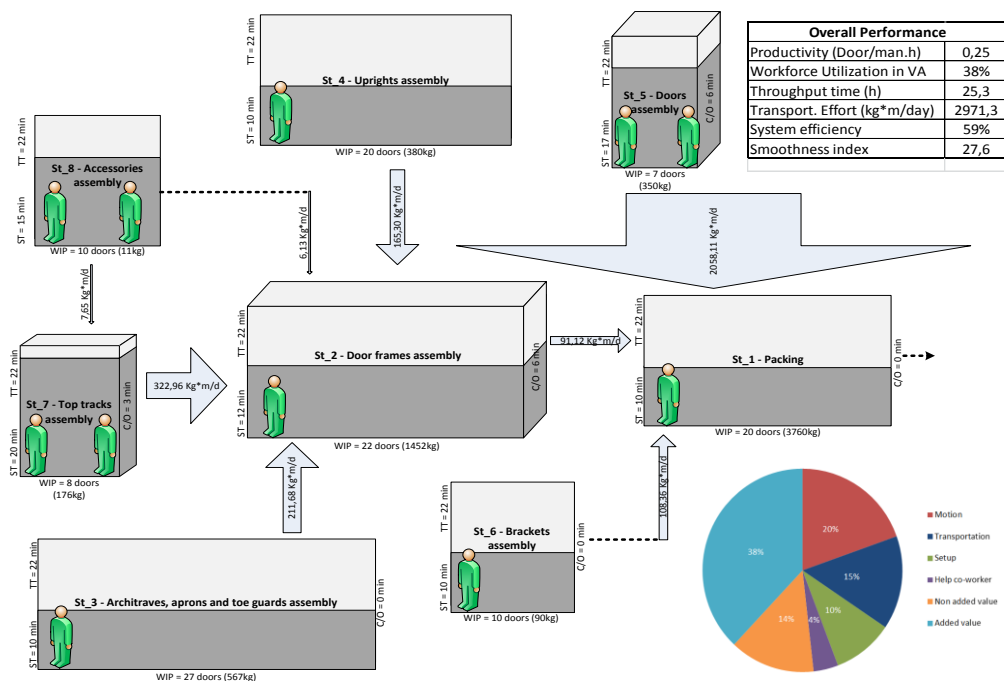 TT = 22 min
ST = 10 min
St_4 - Uprights assembly
WIP = 20 doors (380kg)
TT = 22 min
ST = 17 min
St_5 - Doors
assembly
C/O = 6 min
WIP = 7 doors
(350kg)
Overall Performance
Productivity (Door/man.h) 0,25
Workforce Utilization in VA 38%
Throughput time (h) 25,3
Transport. Effort (kg*m/day) 2971,3
System efficiency 59%
Smoothness index 27,6
TT = 22 min
ST = 15 min
St_8 - Accessories
assembly
WIP = 10 doors (11kg)
6,13 Kg*m/d
165,30 Kg*m/d
2058,11 Kg*m/d
7,65 Kg*m/d
TT = 22 min
ST = 20 min
St_7 - Top tracks
assembly
C/O = 3 min
WIP = 8 doors
(176kg)
322,96 Kg*m/d
TT = 22 min
ST = 12 min
St_2 - Door frames assembly
C/O = 6 min
WIP = 22 doors (1452kg)
91,12 Kg*m/d
TT = 22 min
ST = 10 min
St_1 - Packing
C/O = 0 min
WIP = 20 doors (3760kg)
211,68 Kg*m/d
108,36 Kg*m/d
TT = 22 min
ST = 10 min
St_6 - Brackets
assembly
C/O = 0 min
WIP = 10 doors (90kg)
TT = 22 min
ST = 10 min
St_3 - Architraves, aprons and toe guards assembly
C/O = 0 min
WIP = 27 doors (567kg)
20%
15%
10%
4%
14%
38%
Motion
Transportation
Setup
Help co-worker
Non added value
Added value